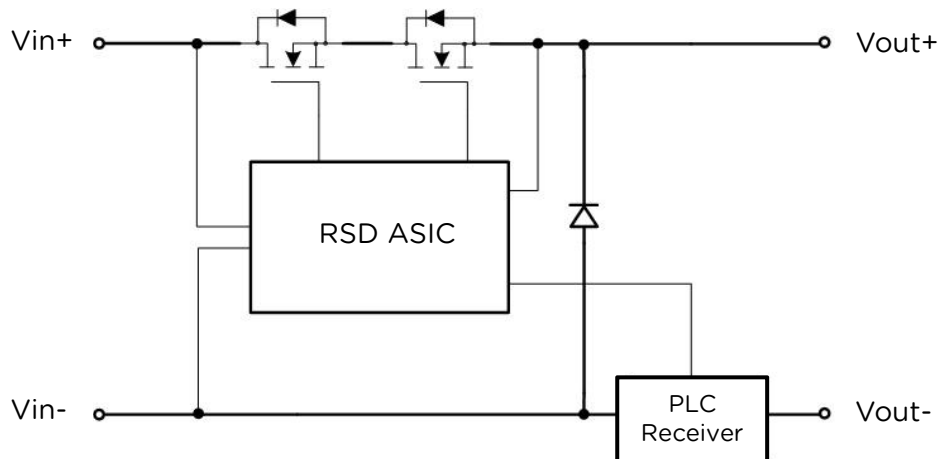 Vin+
Vout+
RSD ASIC
Vin-
PLC
Receiver
Vout-